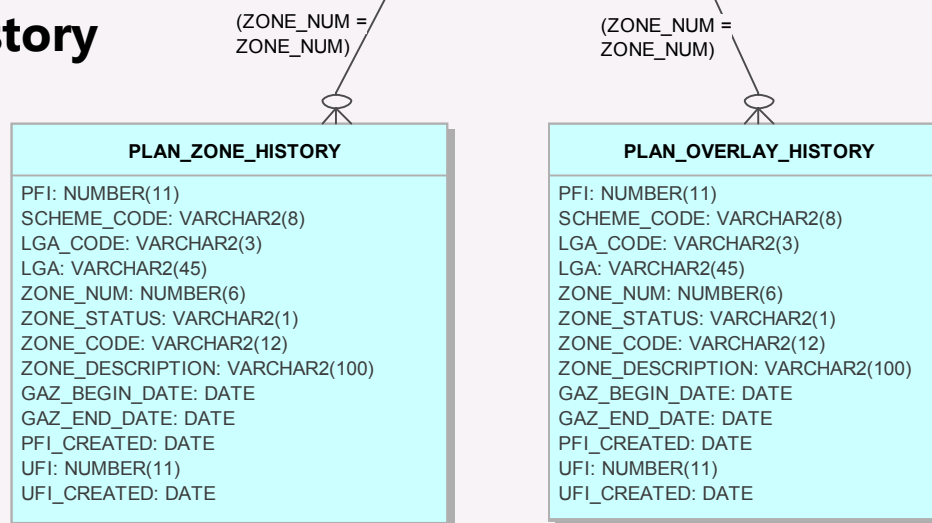 story
(ZONE_NUM =
ZONE_NUM)
(ZONE_NUM =
ZONE_NUM)
PLAN_ZONE_HISTORY
PFI: NUMBER(11)
SCHEME_CODE: VARCHAR2(8)
LGA_CODE: VARCHAR2(3)
LGA: VARCHAR2(45)
ZONE_NUM: NUMBER(6)
ZONE_STATUS: VARCHAR2(1)
ZONE_CODE: VARCHAR2(12)
ZONE_DESCRIPTION: VARCHAR2(100)
GAZ_BEGIN_DATE: DATE
GAZ_END_DATE: DATE
PFI_CREATED: DATE
UFI: NUMBER(11)
UFI_CREATED: DATE
PLAN_OVERLAY_HISTORY
PFI: NUMBER(11)
SCHEME_CODE: VARCHAR2(8)
LGA_CODE: VARCHAR2(3)
LGA: VARCHAR2(45)
ZONE_NUM: NUMBER(6)
ZONE_STATUS: VARCHAR2(1)
ZONE_CODE: VARCHAR2(12)
ZONE_DESCRIPTION: VARCHAR2(100)
GAZ_BEGIN_DATE: DATE
GAZ_END_DATE: DATE
PFI_CREATED: DATE
UFI: NUMBER(11)
UFI_CREATED: DATE